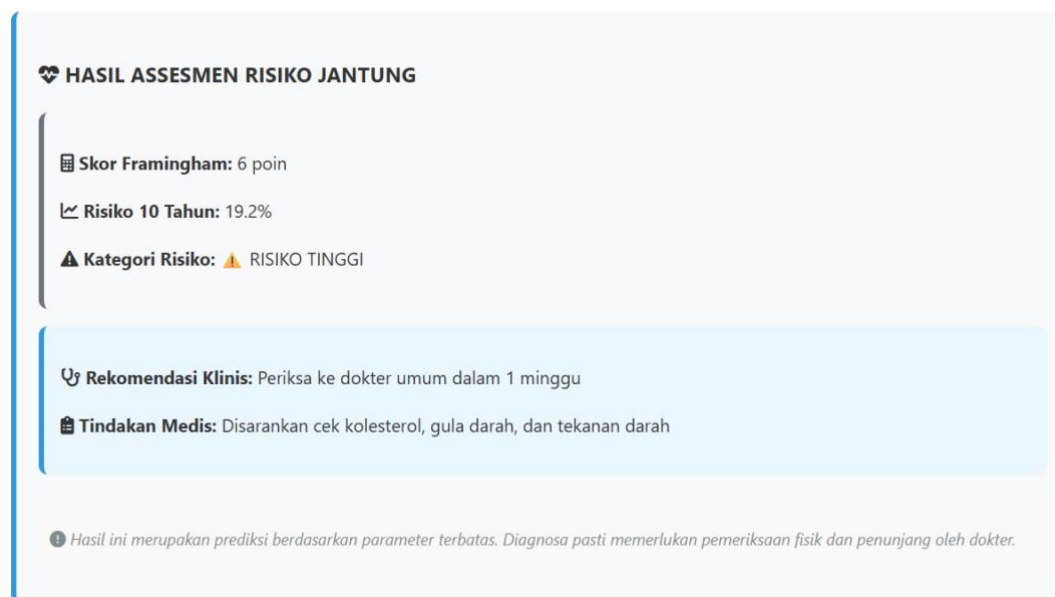 HASIL ASSESMEN RISIKO JANTUNG
Skor Framingham: 6 poin
Risiko 10 Tahun: 19.2%
Kategori Risiko: RISIKO TINGGI
Rekomendasi Klinis: Periksa ke dokter umum dalam 1 minggu
Tindakan Medis: Disarankan cek kolesterol, gula darah, dan tekanan darah
Hasil ini merupakan prediksi berdasarkan parameter terbatas. Diagnosa pasti memerlukan pemeriksaan fisik dan penunjang oleh dokter.